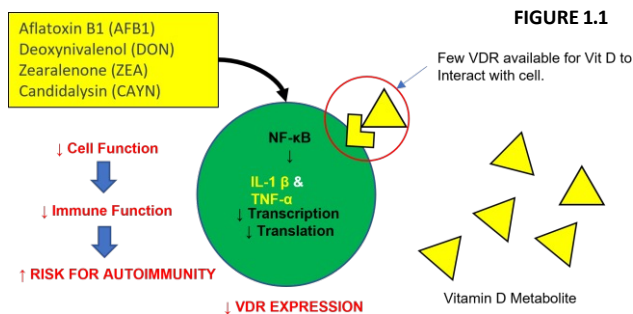 FIGURE 1.1
Aflatoxin B1 (AFB1)
Deoxynivalenol (DON)
Zearalenone (ZEA)
Candidalysin (CAYN)
Few VDR available for Vit D to
Interact with cell.
NF-κB
↓
IL-1 β &
TNF-α
↓ Transcription
↓ Translation
↓ Cell Function
↓ Immune Function
↑ RISK FOR AUTOIMMUNITY
↓ VDR EXPRESSION
Vitamin D Metabolite